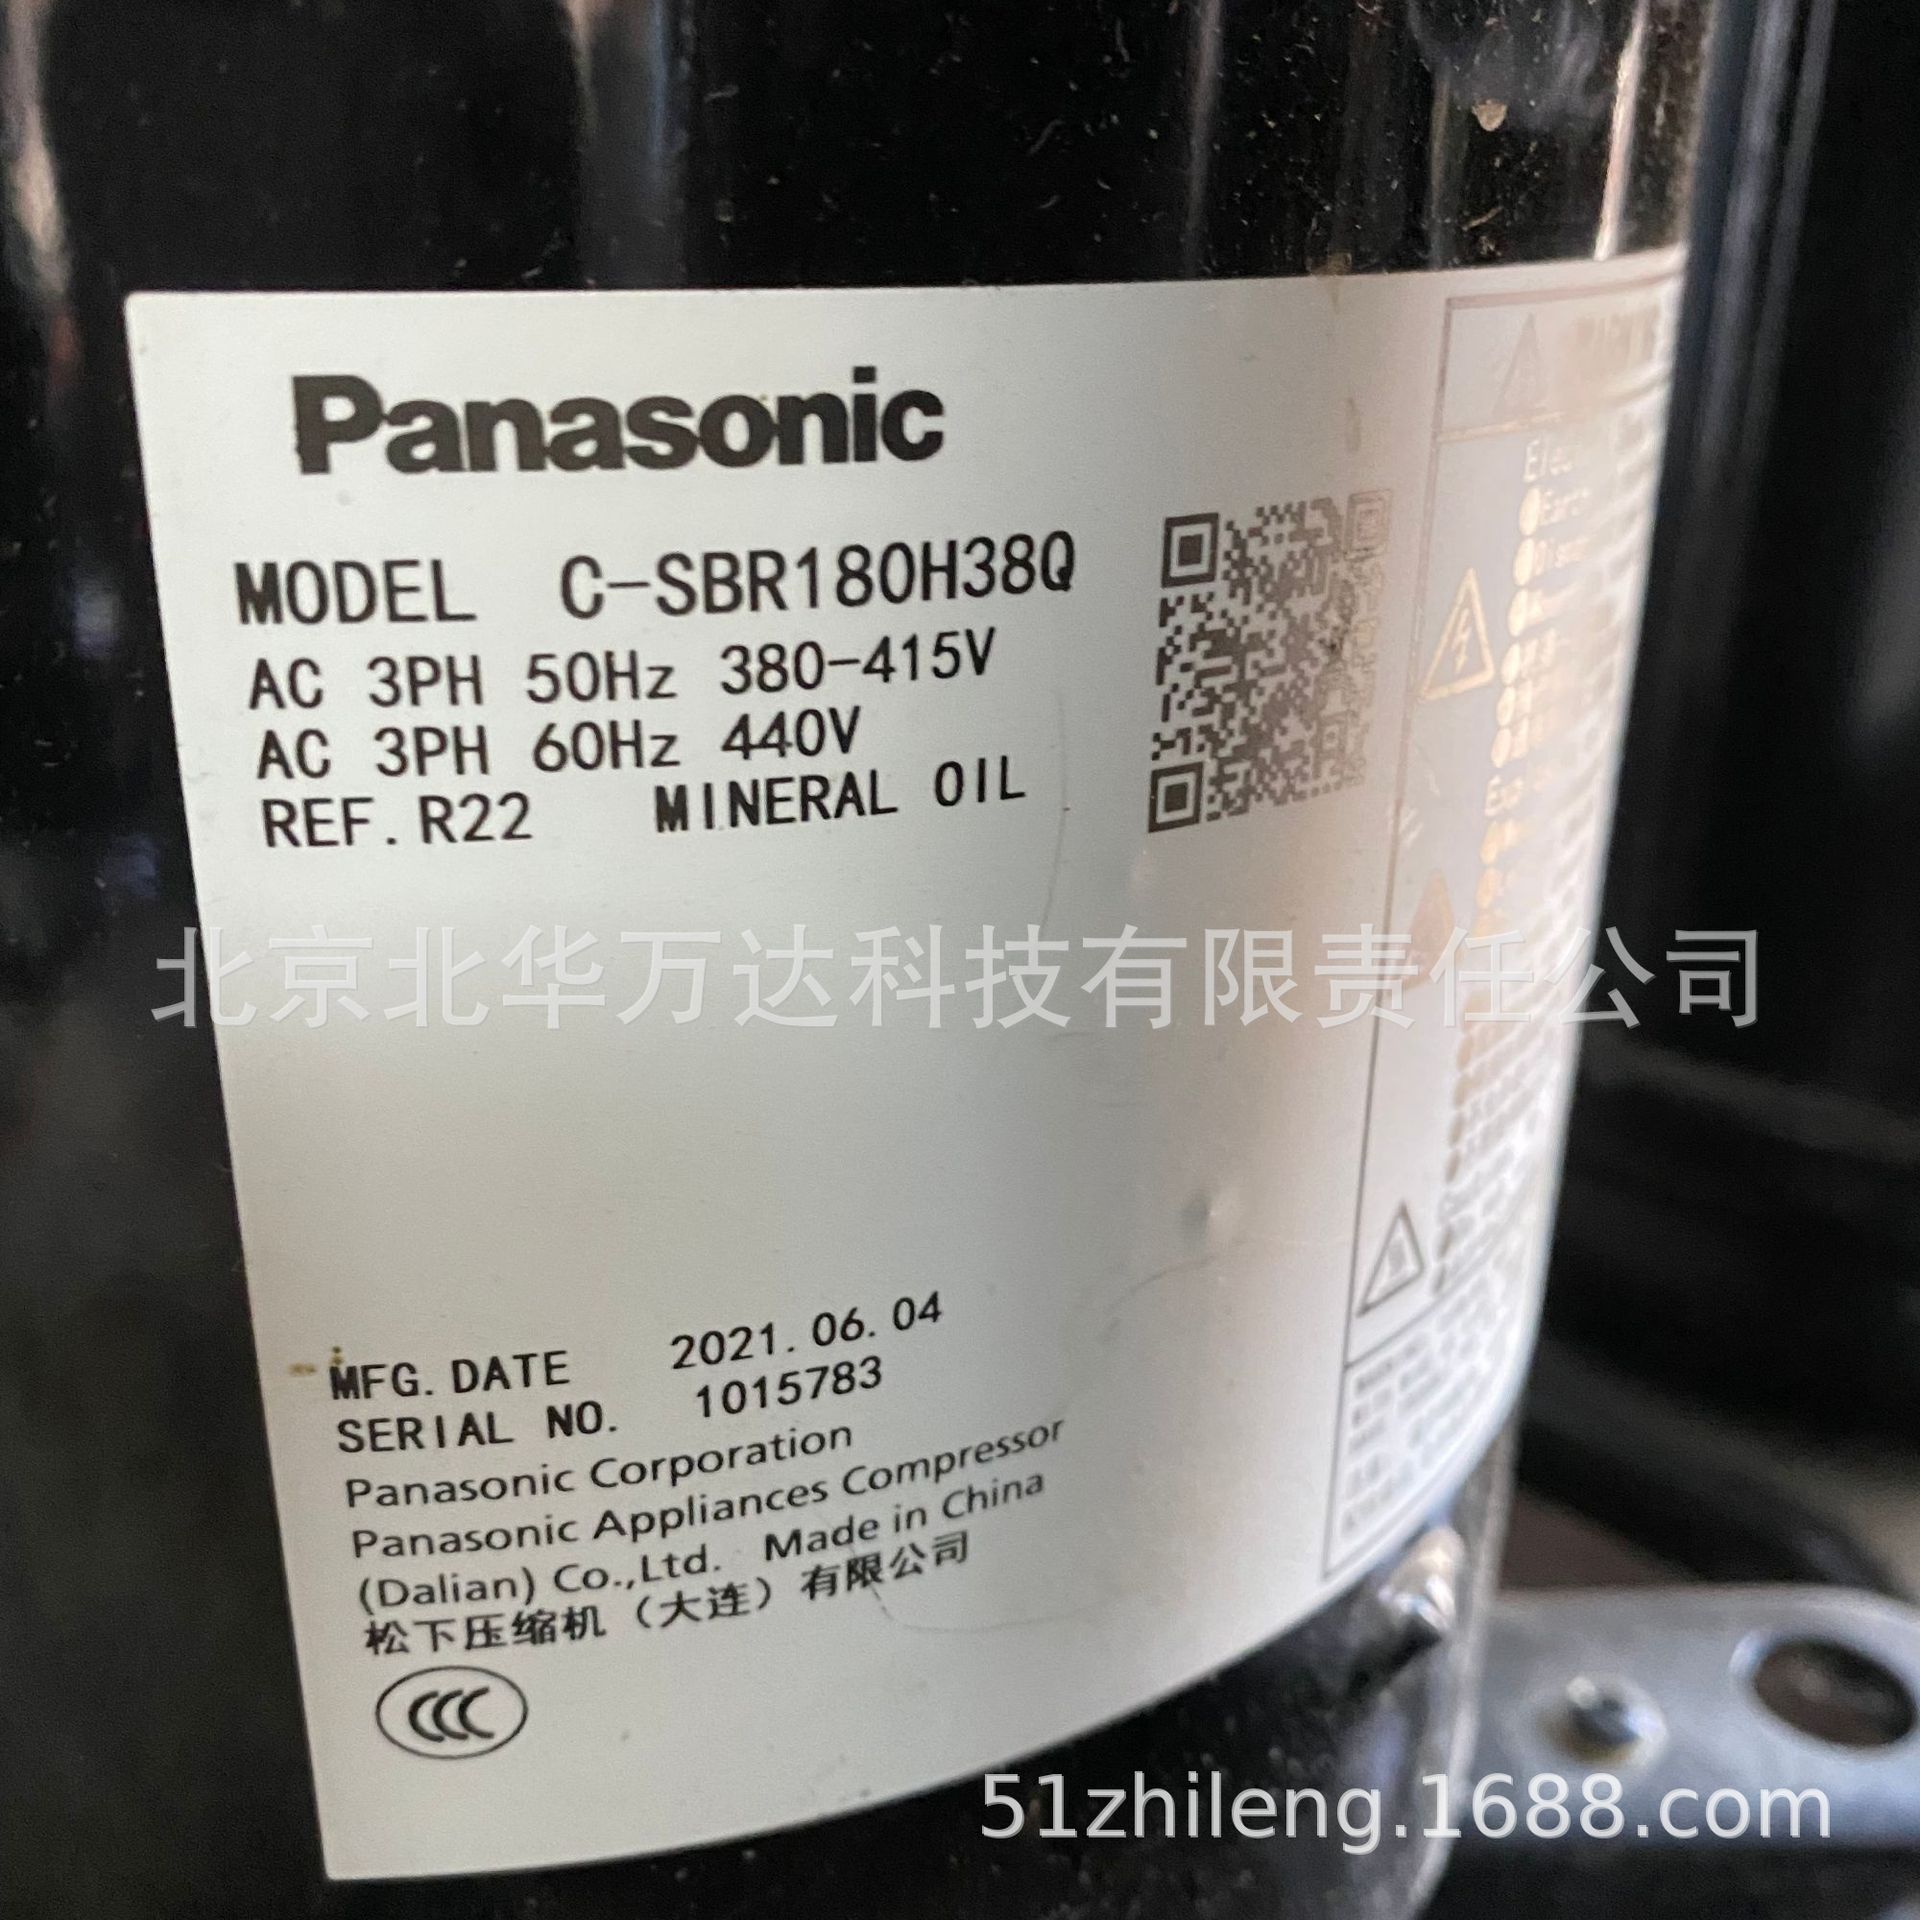 Panasonic
MODEL C-SBR180H38Q
AC 3PH 50Hz 380-415V
AC 3PH 60Hz 440V
REF.R22 MINERAL OIL
北京北华万达科技有限责任公司
MFG.DATE 2021.06.04
SERIAL NO. 1015783
Panasonic Corporation
Panasonic Appliances Compressor
(Dalian) Co.,Ltd. Made in China
松下压缩机（大连）有限公司
CCC
51zhileng.1688.com